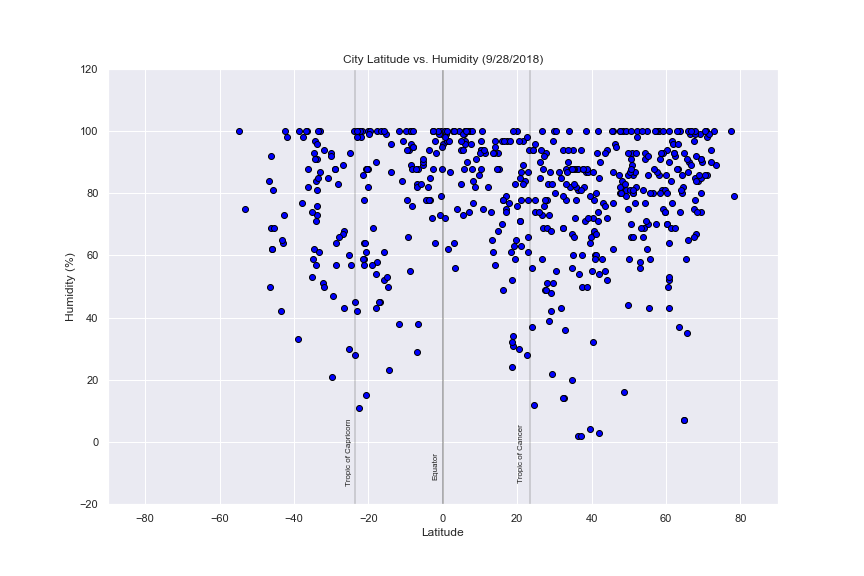 City Latitude vs. Humidity (9/28/2018)
120
100
80
60
40
20
0
−20
Humidity (%)
Tropic of Capricorn
Equator
Tropic of Cancer
−80 −60 −40 −20 0 20 40 60 80
Latitude